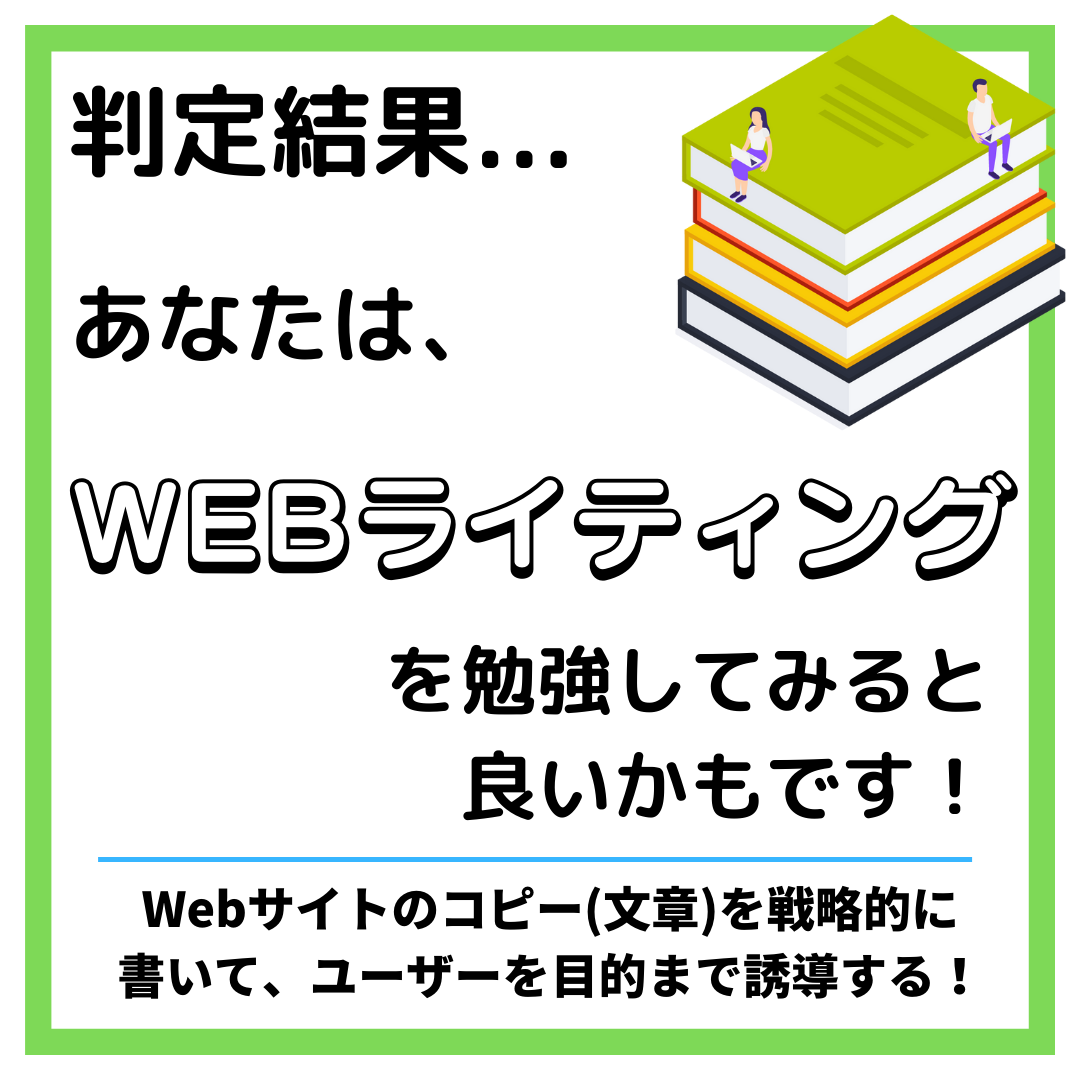 判定結果...
あなたは、
WEBライティング
を勉強してみると
良いかもです！
Webサイトのコピー(文章)を戦略的に
書いて、ユーザーを目的まで誘導する！